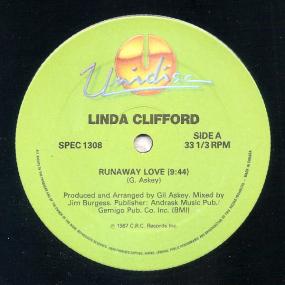 Unidisc
LINDA CLIFFORD
SPEC 1308
SIDE A
33 1/3 RPM
RUNAWAY LOVE (9:44)
(G. Askey)
Produced and Arranged by Gil Askey. Mixed by
Jim Burgess. Publisher: Andrask Music Pub./
Gemigo Pub. Co. Inc. (BMI)
℗ 1987 C.R.C. Records Inc.